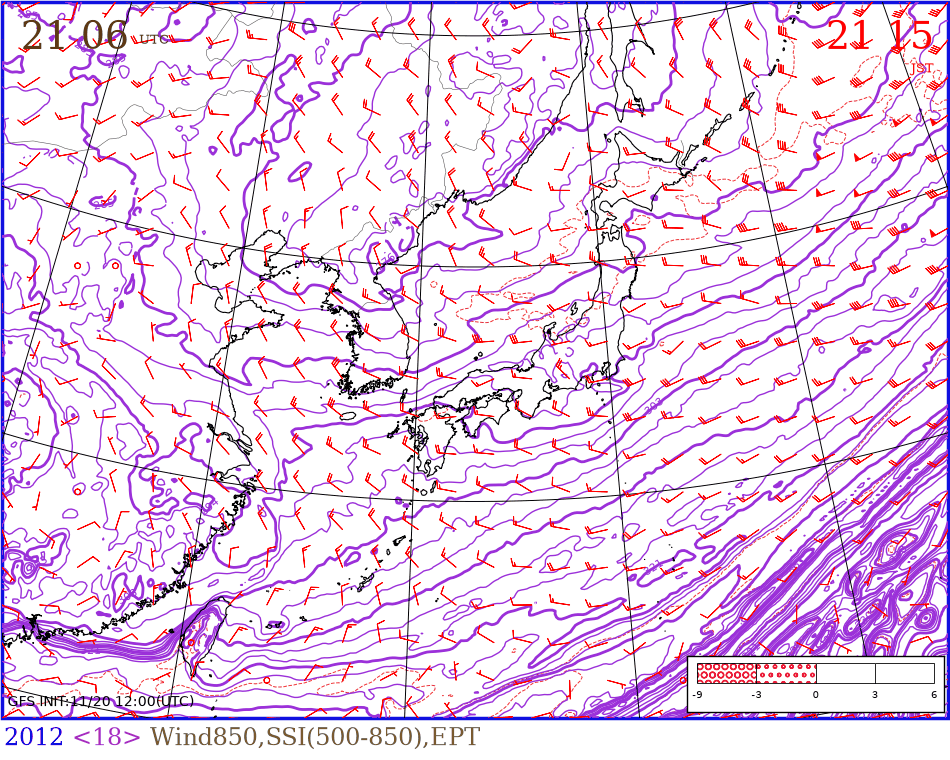 21 06 UTC
21 15
JST
GFS INIT:11/20 12:00(UTC)
-9 -3 0 3 6
2012 <18> Wind850,SSI(500-850),EPT